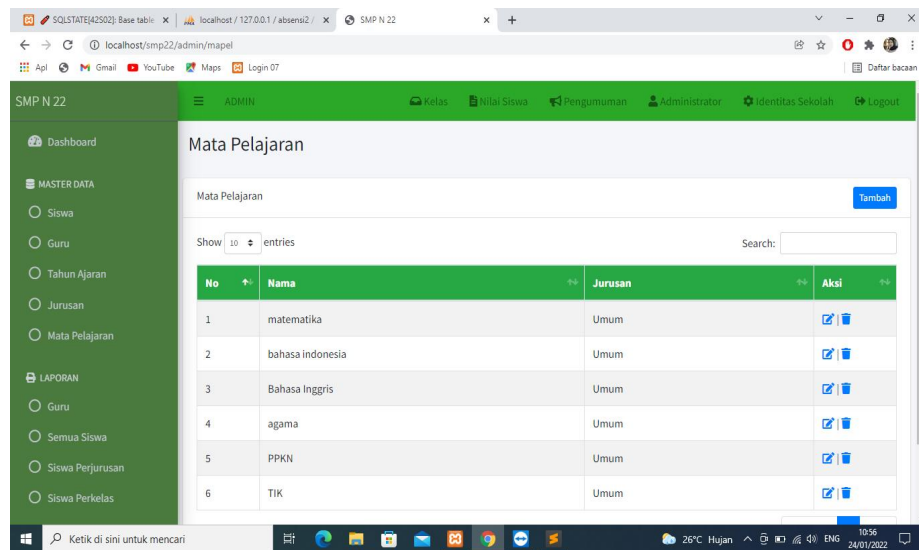 SQLSTATE[42S02]: Base table
localhost / 127.0.0.1 / absensi2 /
SMP N 22
localhost/smp22/admin/mapel
Apl
Gmail
YouTube
Maps
Login 07
Daftar bacaan
SMP N 22
ADMIN
Kelas
Nilai Siswa
Pengumuman
Administrator
Identitas Sekolah
Logout
Dashboard
MASTER DATA
Siswa
Guru
Tahun Ajaran
Jurusan
Mata Pelajaran
LAPORAN
Guru
Semua Siswa
Siswa Perjurusan
Siswa Perkelas
Mata Pelajaran
Mata Pelajaran
Tambah
Show 10 entries
Search:
No Nama Jurusan Aksi
1 matematika Umum |
2 bahasa indonesia Umum |
3 Bahasa Inggris Umum |
4 agama Umum |
5 PPKN Umum |
6 TIK Umum |
Ketik di sini untuk mencari
26°C Hujan
ENG
10:56
24/01/2022